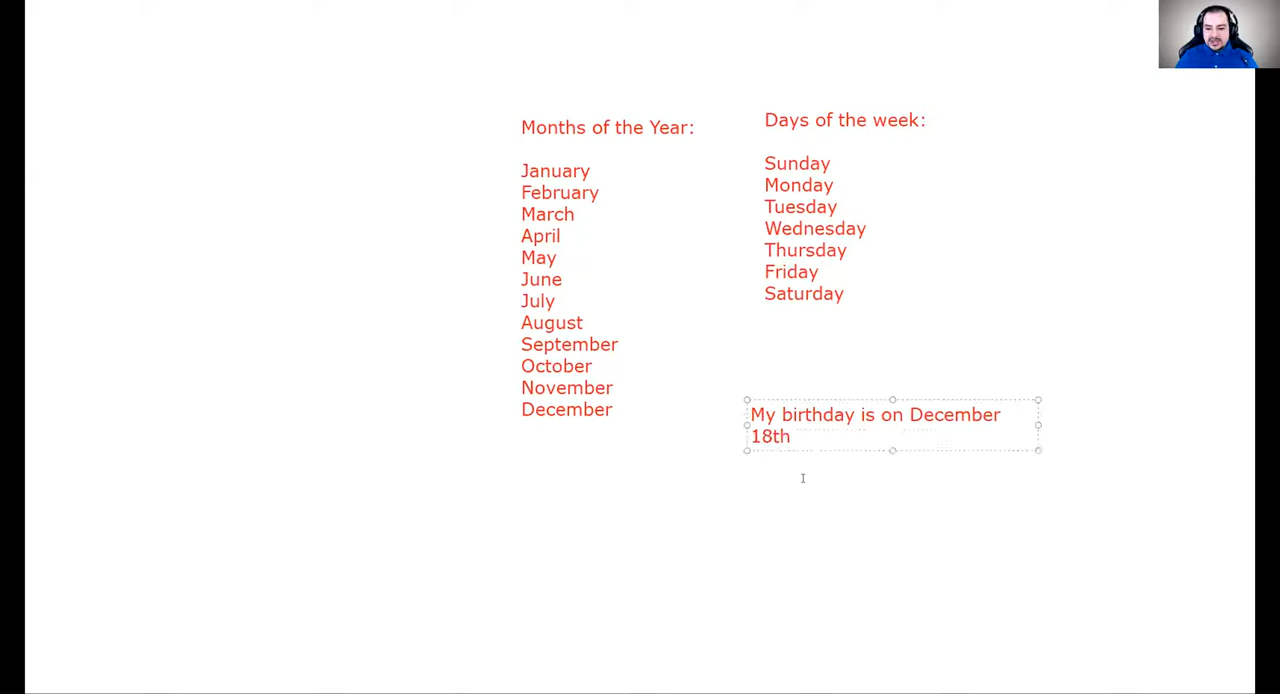 Months of the Year:
January
February
March
April
May
June
July
August
September
October
November
December
Days of the week:
Sunday
Monday
Tuesday
Wednesday
Thursday
Friday
Saturday
My birthday is on December
18th